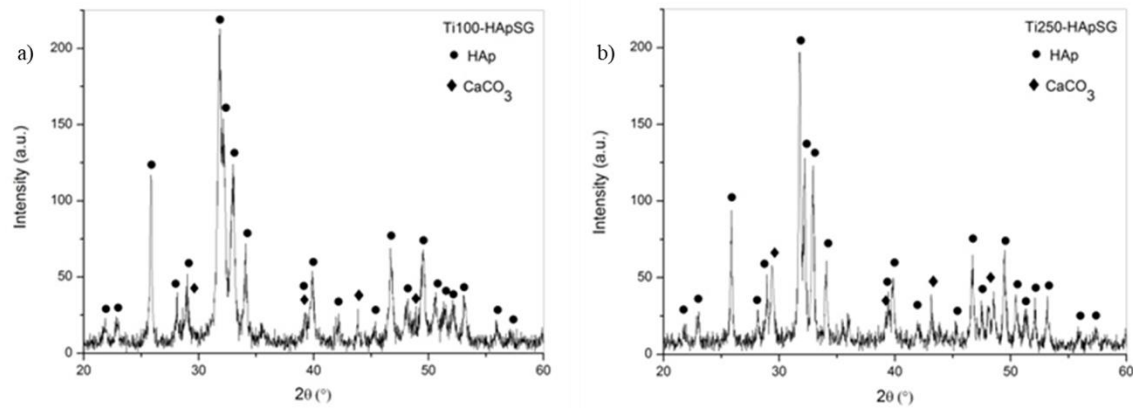 a)
Ti100-HApSG
● HAp
◆ CaCO3
Intensity (a.u.)
200
150
100
50
0
20 30 40 50 60
2θ (°)
b)
Ti250-HApSG
● HAp
◆ CaCO3
Intensity (a.u.)
200
150
100
50
0
20 30 40 50 60
2θ (°)